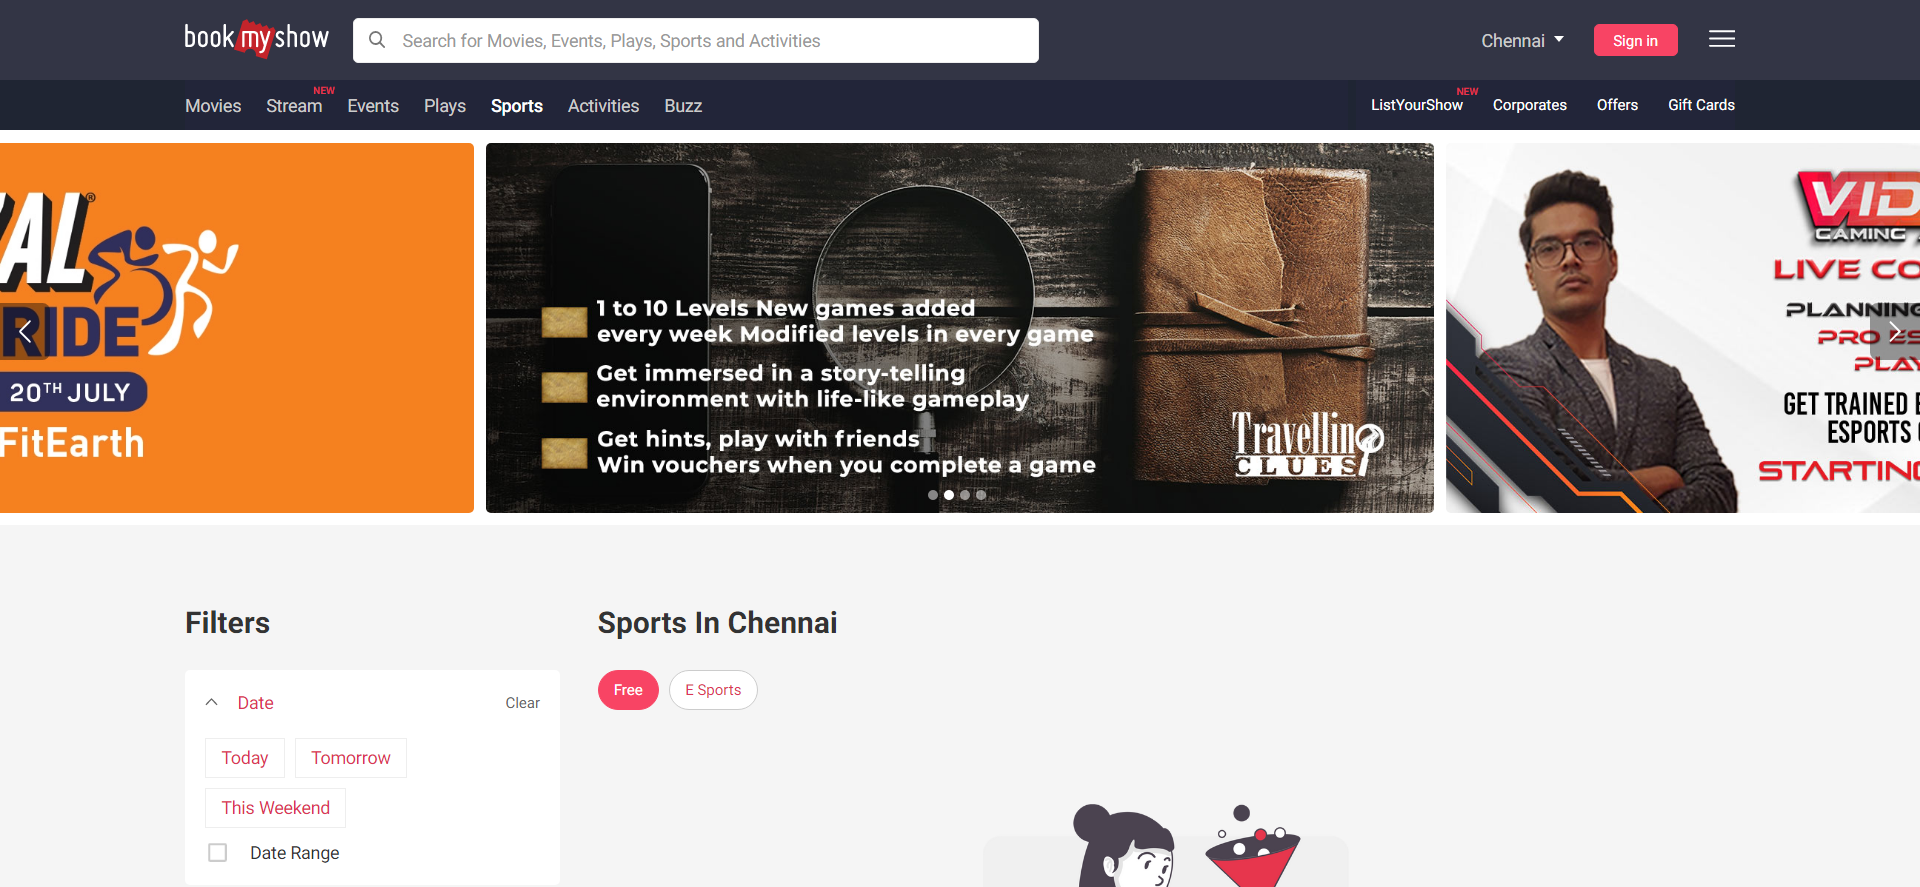 bookmyshow
Search for Movies, Events, Plays, Sports and Activities
Chennai
Sign in
Movies
Stream
NEW
Events
Plays
Sports
Activities
Buzz
ListYourShow
NEW
Corporates
Offers
Gift Cards
AL®
RIDE
20TH JULY
FitEarth
1 to 10 Levels New games added
every week Modified levels in every game
Get immersed in a story-telling
environment with life-like gameplay
Get hints, play with friends
Win vouchers when you complete a game
Travelling
CLUES
VID
GAMING
LIVE CO
PLANNING
PRO ES
PLAY
GET TRAINED
ESPORTS
STARTING
Filters
Sports In Chennai
Date
Clear
Free
E Sports
Today
Tomorrow
This Weekend
Date Range